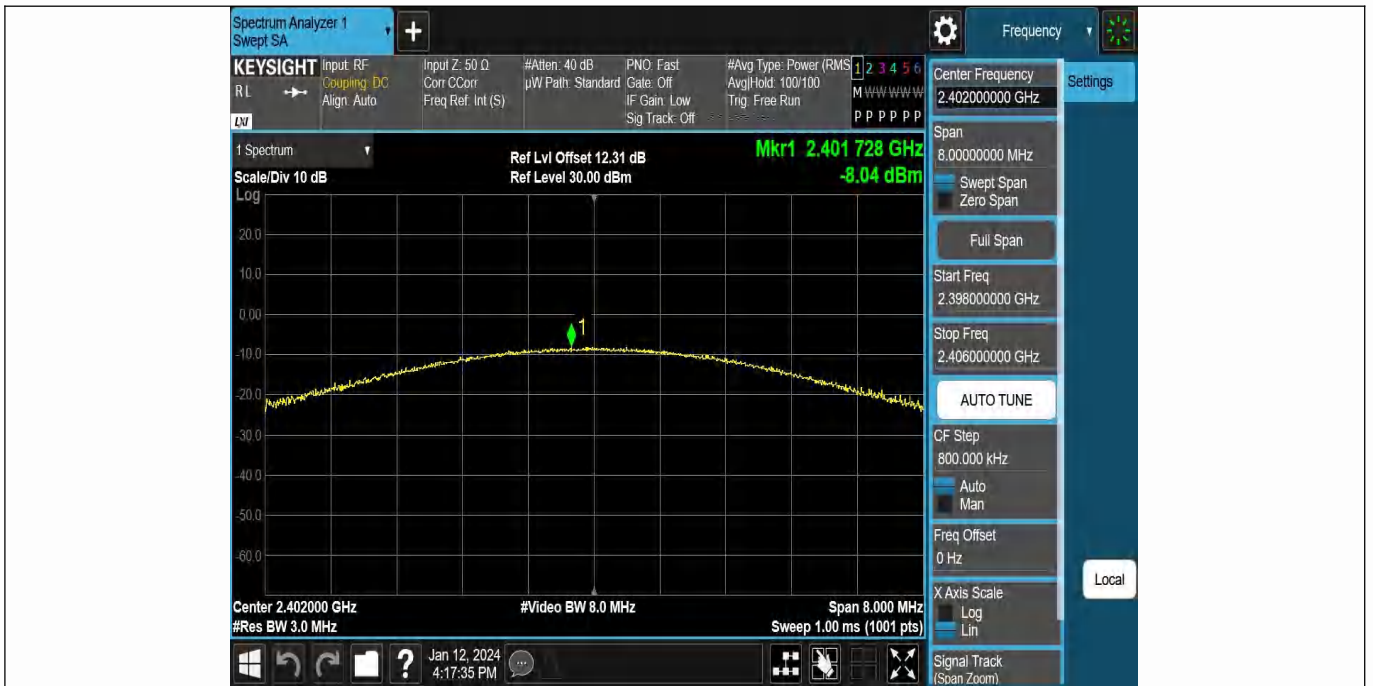 Spectrum Analyzer 1
Swept SA
+
Frequency
KEYSIGHT
R L
LXI
Input: RF
Coupling: DC
Align: Auto
Input Z: 50 Ω
Corr CCorr
Freq Ref: Int (S)
#Atten: 40 dB
µW Path: Standard
PNO: Fast
Gate: Off
IF Gain: Low
Sig Track: Off
#Avg Type: Power (RMS
Avg|Hold: 100/100
Trig: Free Run
1 2 3 4 5 6
M W W W W W
P P P P P P
1 Spectrum
Scale/Div 10 dB
Ref Lvl Offset 12.31 dB
Ref Level 30.00 dBm
Mkr1 2.401 728 GHz
-8.04 dBm
Log
20.0
10.0
0.00
-10.0
-20.0
-30.0
-40.0
-50.0
-60.0
1
Center 2.402000 GHz
#Res BW 3.0 MHz
#Video BW 8.0 MHz
Span 8.000 MHz
Sweep 1.00 ms (1001 pts)
Center Frequency
2.402000000 GHz
Settings
Span
8.00000000 MHz
Swept Span
Zero Span
Full Span
Start Freq
2.398000000 GHz
Stop Freq
2.406000000 GHz
AUTO TUNE
CF Step
800.000 kHz
Auto
Man
Freq Offset
0 Hz
X Axis Scale
Log
Lin
Signal Track
(Span Zoom)
Local
?
Jan 12, 2024
4:17:35 PM